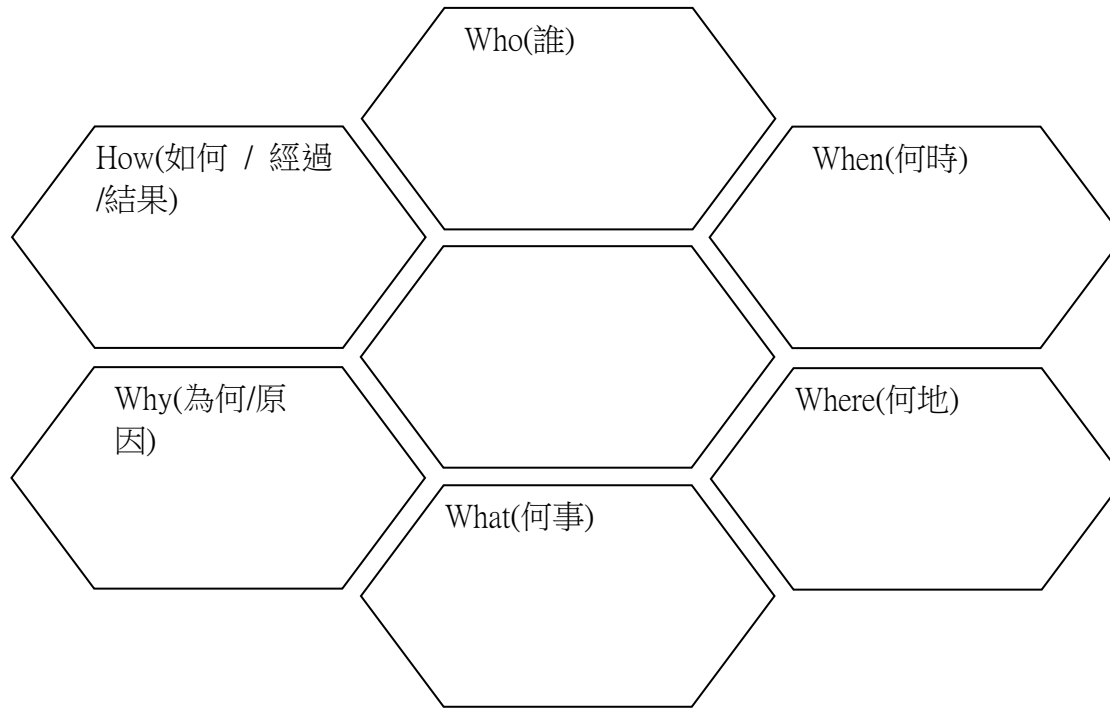 Who(誰)
How(如何 / 經過
/結果)
When(何時)
Why(為何/原
因)
Where(何地)
What(何事)